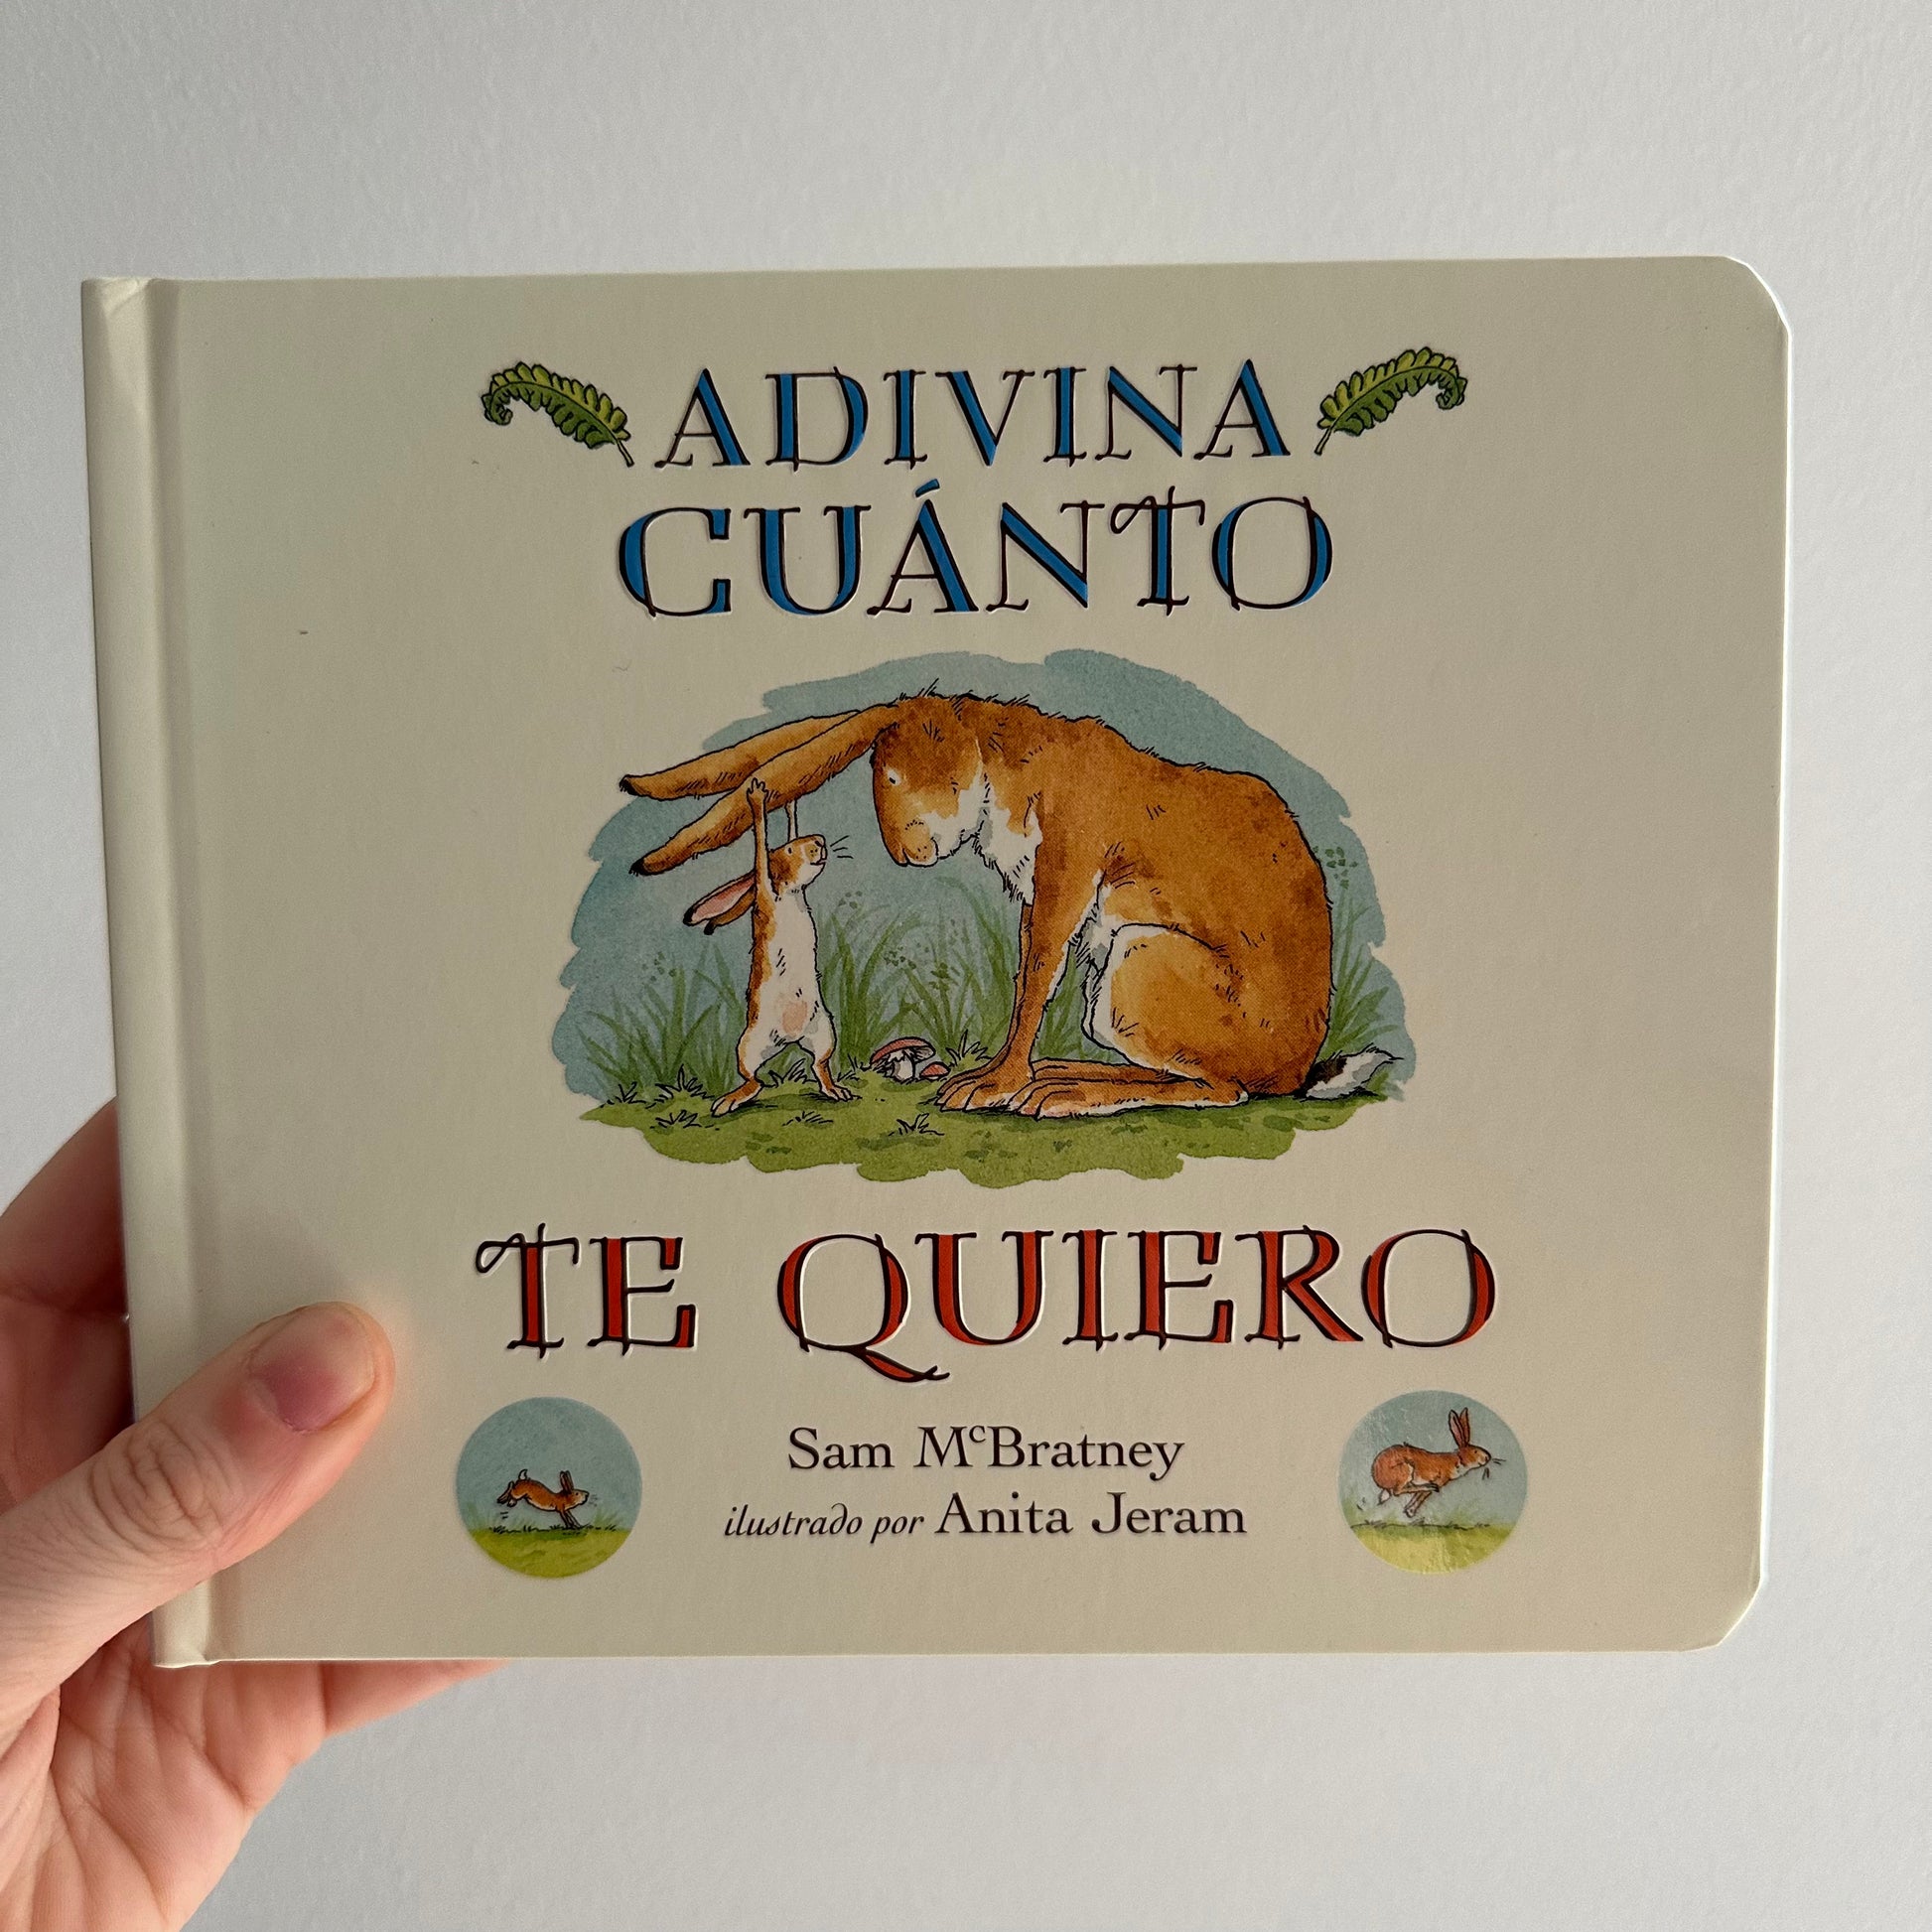 ADIVINA
CUÁNTO
TE QUIERO
Sam McBratney
ilustrado por Anita Jeram